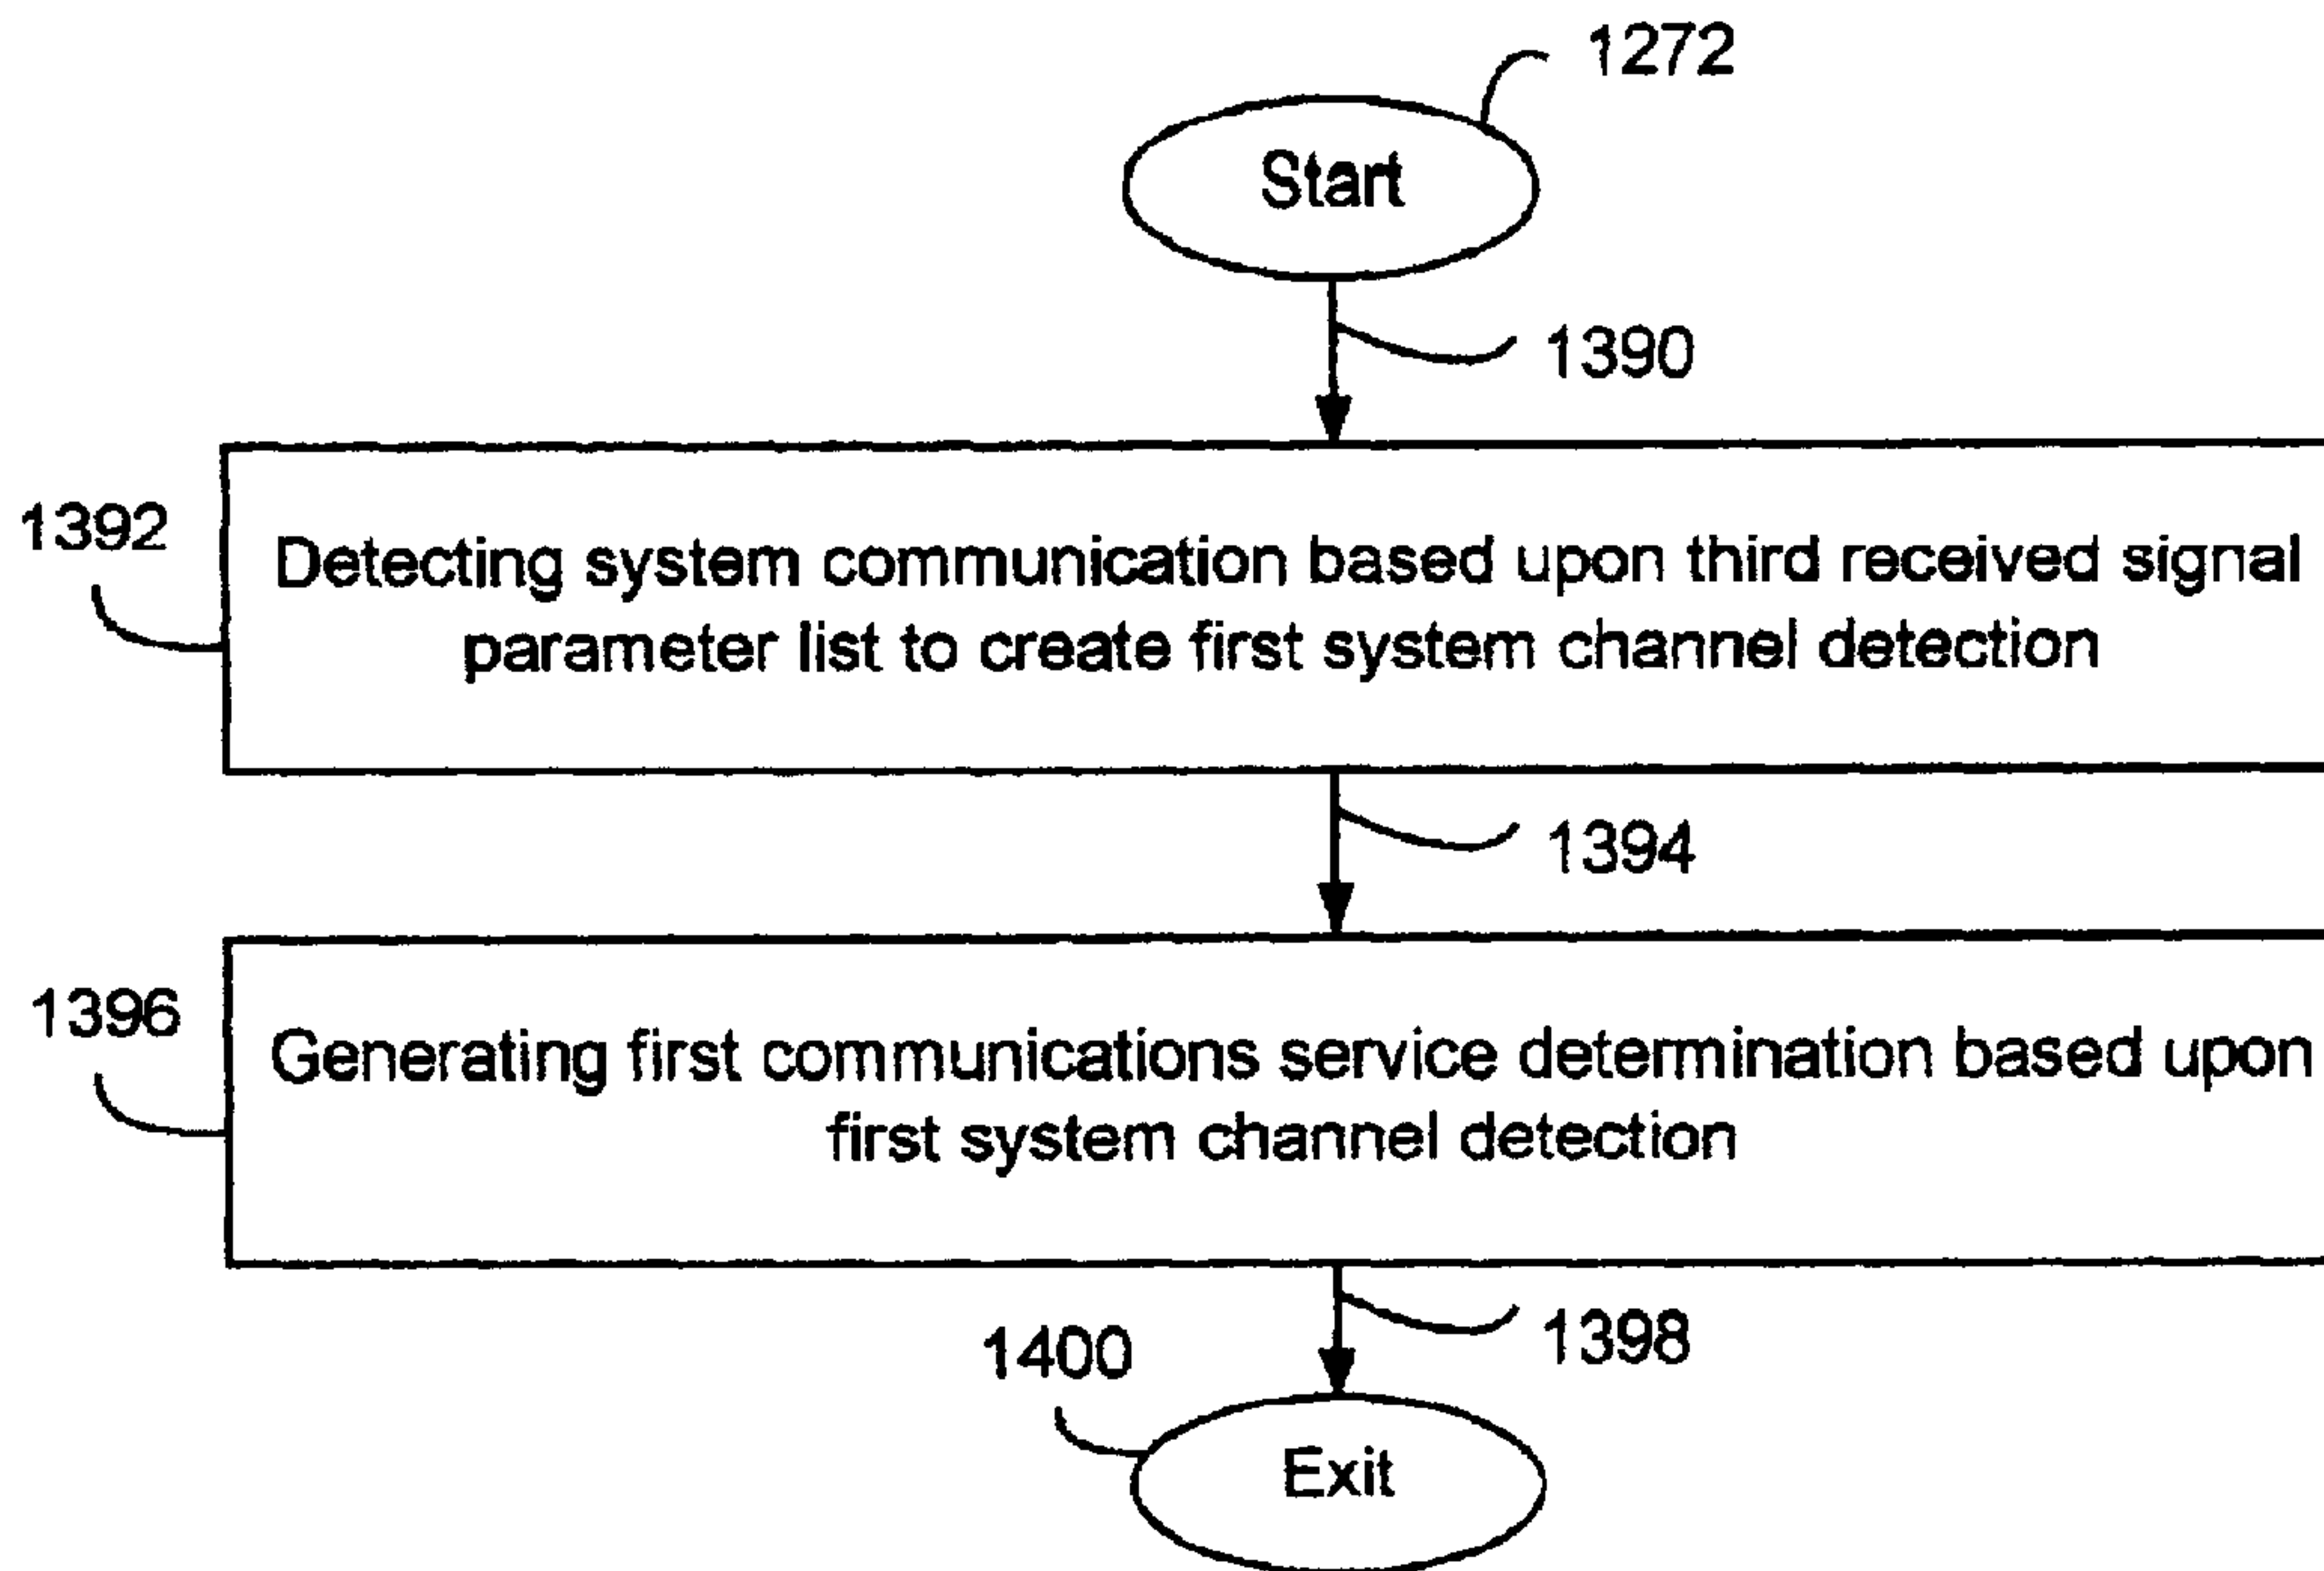 1272
Start
1390
1392
Detecting system communication based upon third received signal
parameter list to create first system channel detection
1394
1396
Generating first communications service determination based upon
first system channel detection
1398
1400
Exit